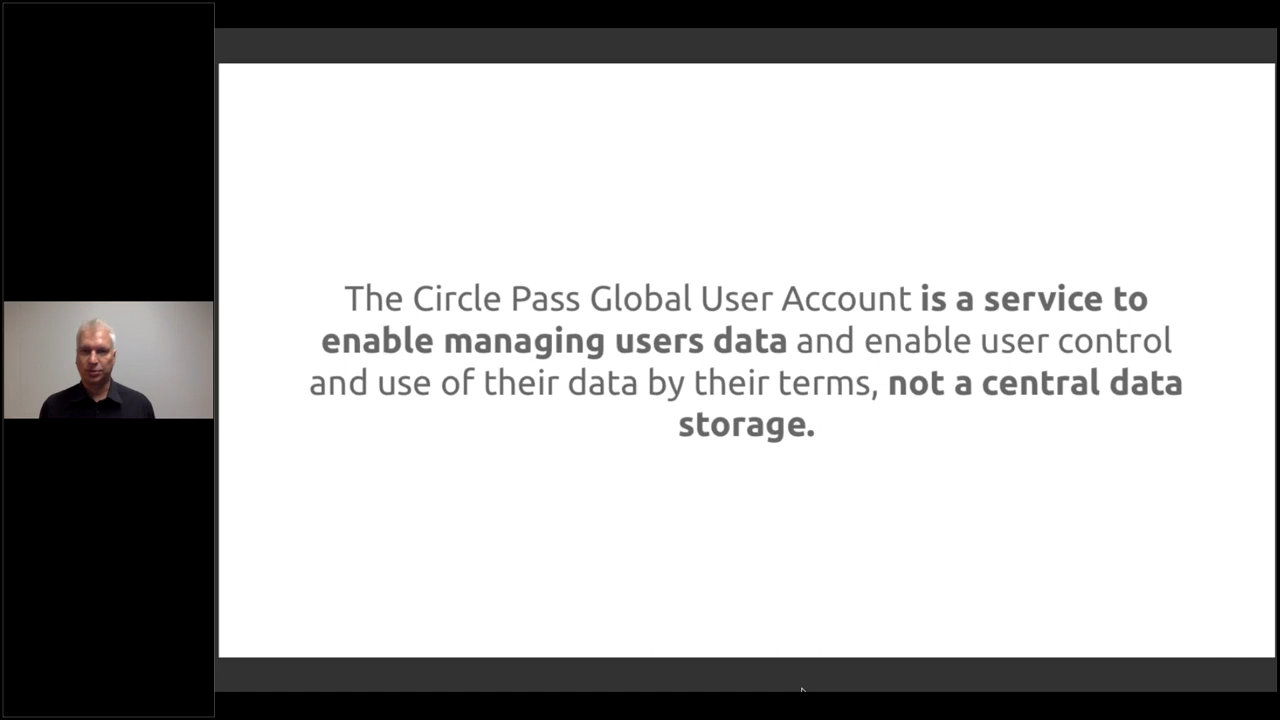 The Circle Pass Global User Account is a service to
enable managing users data and enable user control
and use of their data by their terms, not a central data
storage.